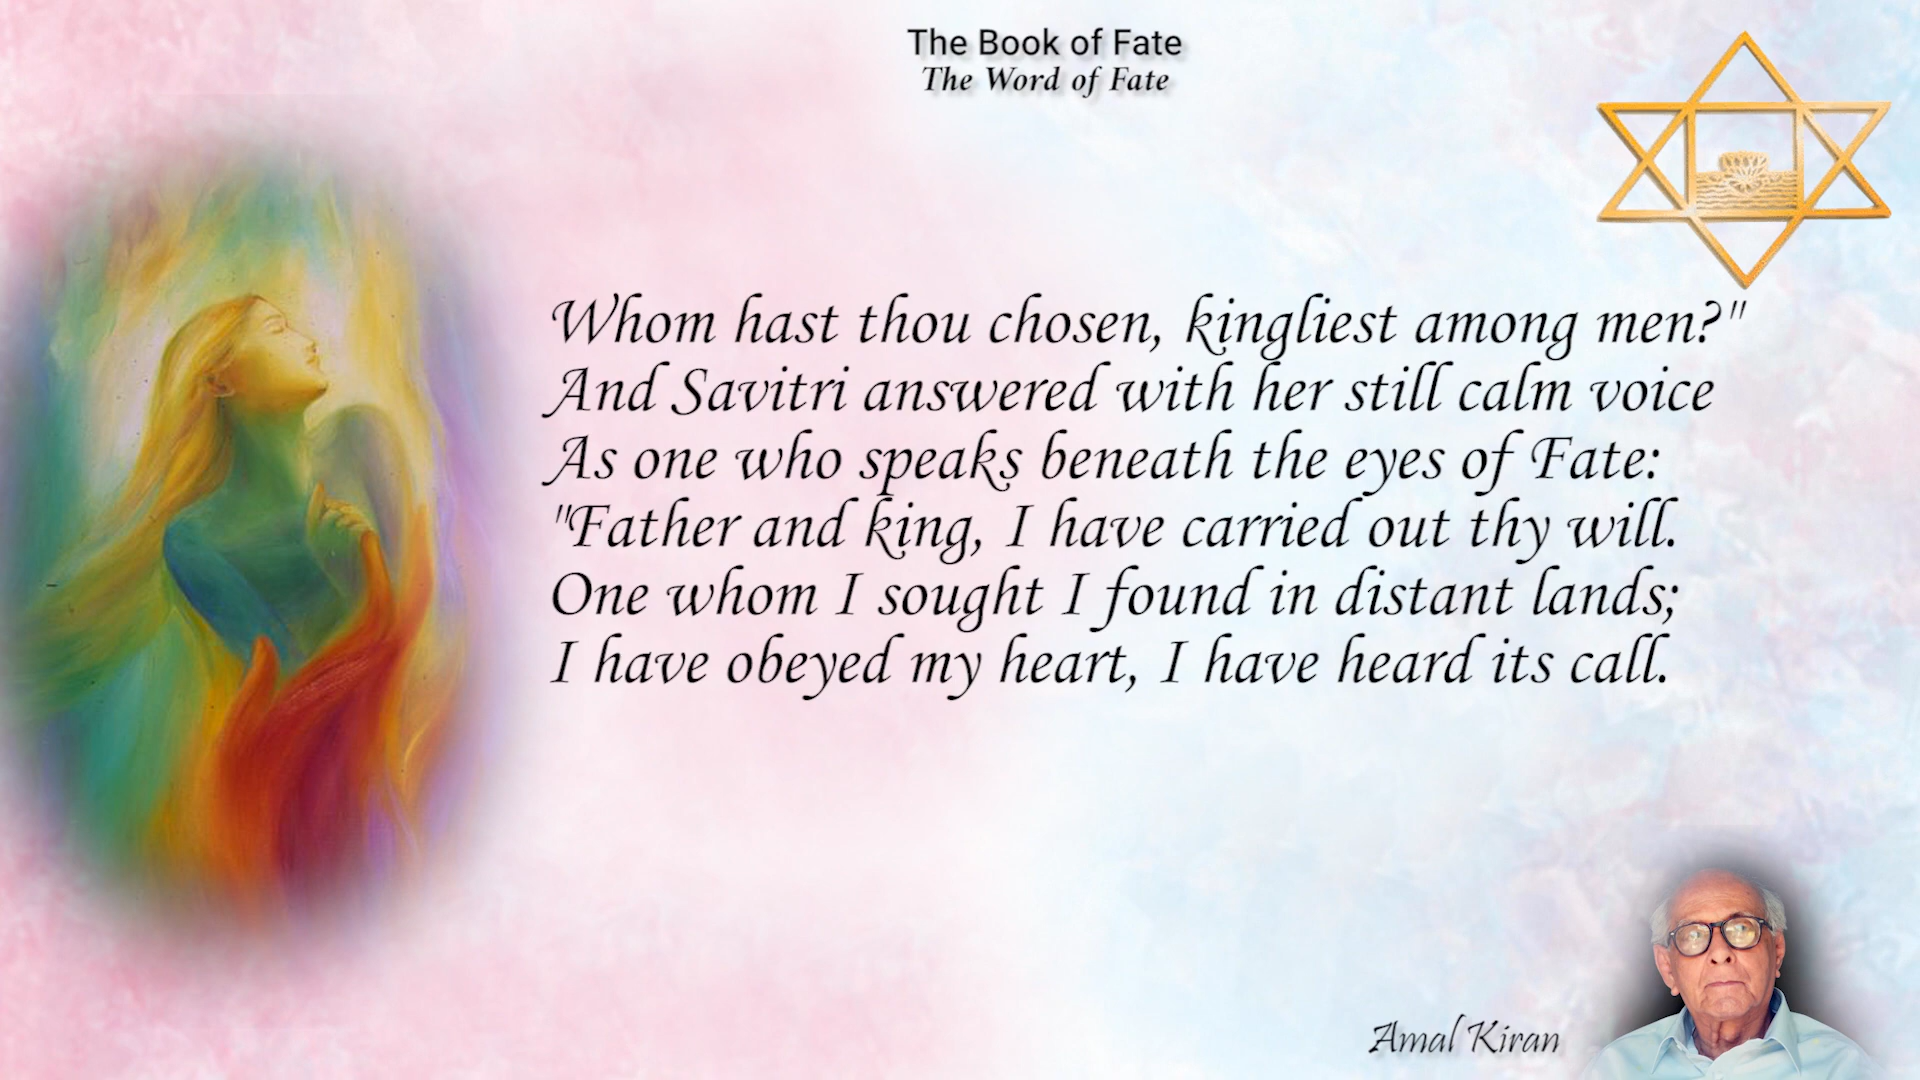 The Book of Fate
The Word of Fate
Whom hast thou chosen, kingliest among men?"
And Savitri answered with her still calm voice
As one who speaks beneath the eyes of Fate:
"Father and king, I have carried out thy will.
One whom I sought I found in distant lands;
I have obeyed my heart, I have heard its call.
Amal Kiran